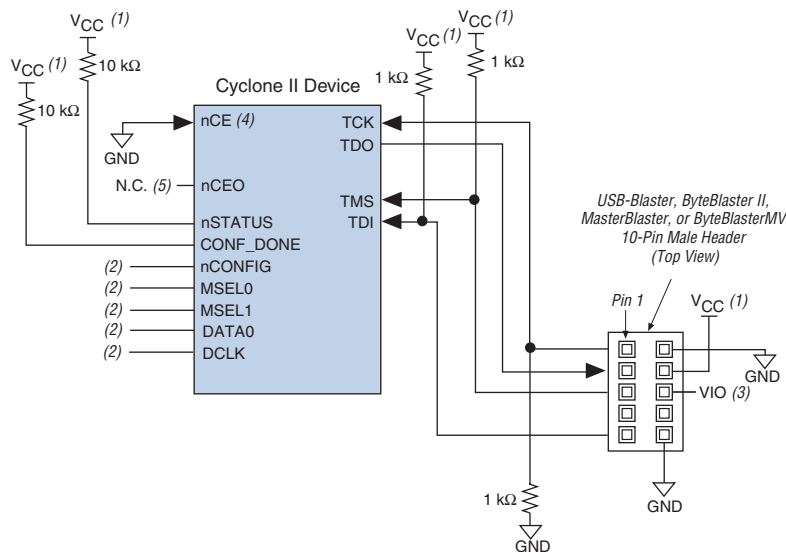 VCC (1)
VCC (1)
10 kΩ
10 kΩ
VCC (1)
VCC (1)
1 kΩ
1 kΩ
Cyclone II Device
nCE (4)
GND
N.C. (5)
nCEO
nSTATUS
CONF_DONE
(2)
nCONFIG
(2)
MSEL0
(2)
MSEL1
(2)
DATA0
(2)
DCLK
TCK
TDO
TMS
TDI
USB-Blaster, ByteBlaster II,
MasterBlaster, or ByteBlasterMV
10-Pin Male Header
(Top View)
Pin 1
VCC (1)
GND
VIO (3)
GND
1 kΩ
GND